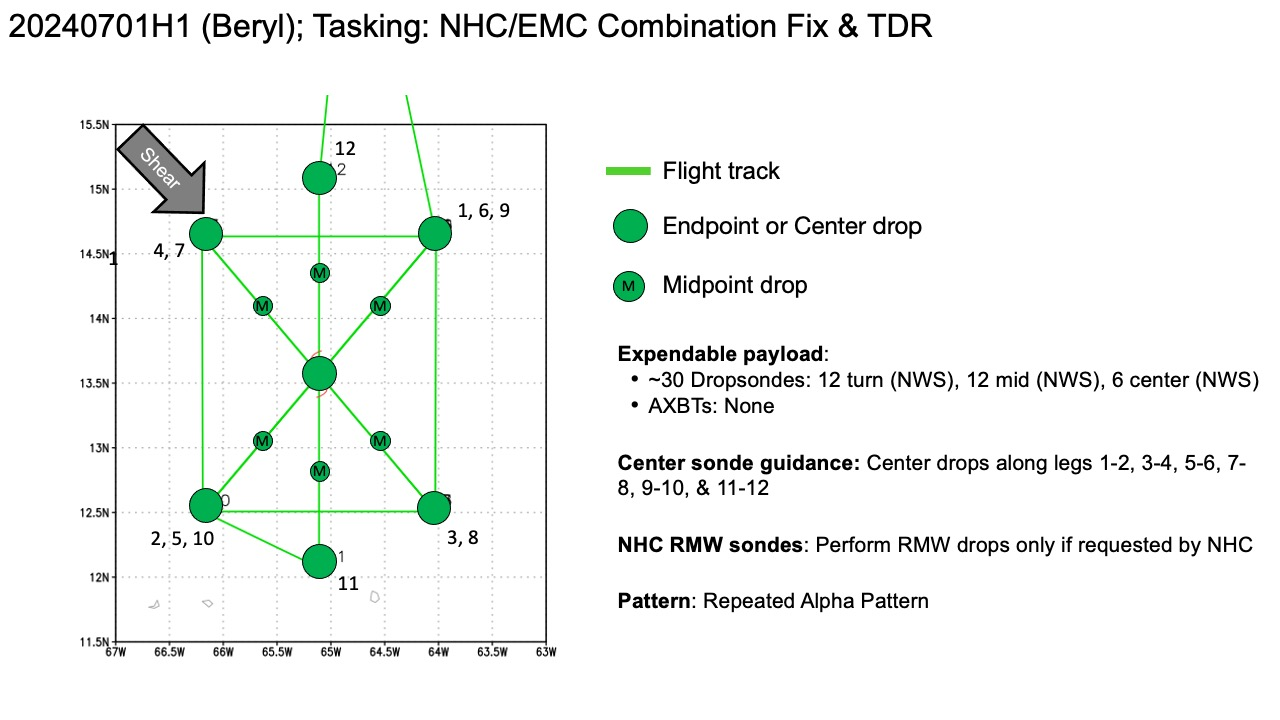 20240701H1 (Beryl); Tasking: NHC/EMC Combination Fix & TDR
15.5N
Shear
12
2
15N
1, 6, 9
4, 7
14.5N
1
M
M
M
14N
13.5N
M
M
13N
M
12.5N
0
3
2, 5, 10
3, 8
1
12N
11
11.5N
67W 66.5W 66W 65.5W 65W 64.5W 64W 63.5W 63W
Flight track
Endpoint or Center drop
M
Midpoint drop
Expendable payload:
• ~30 Dropsondes: 12 turn (NWS), 12 mid (NWS), 6 center (NWS)
• AXBTs: None
Center sonde guidance: Center drops along legs 1-2, 3-4, 5-6, 7-
8, 9-10, & 11-12
NHC RMW sondes: Perform RMW drops only if requested by NHC
Pattern: Repeated Alpha Pattern